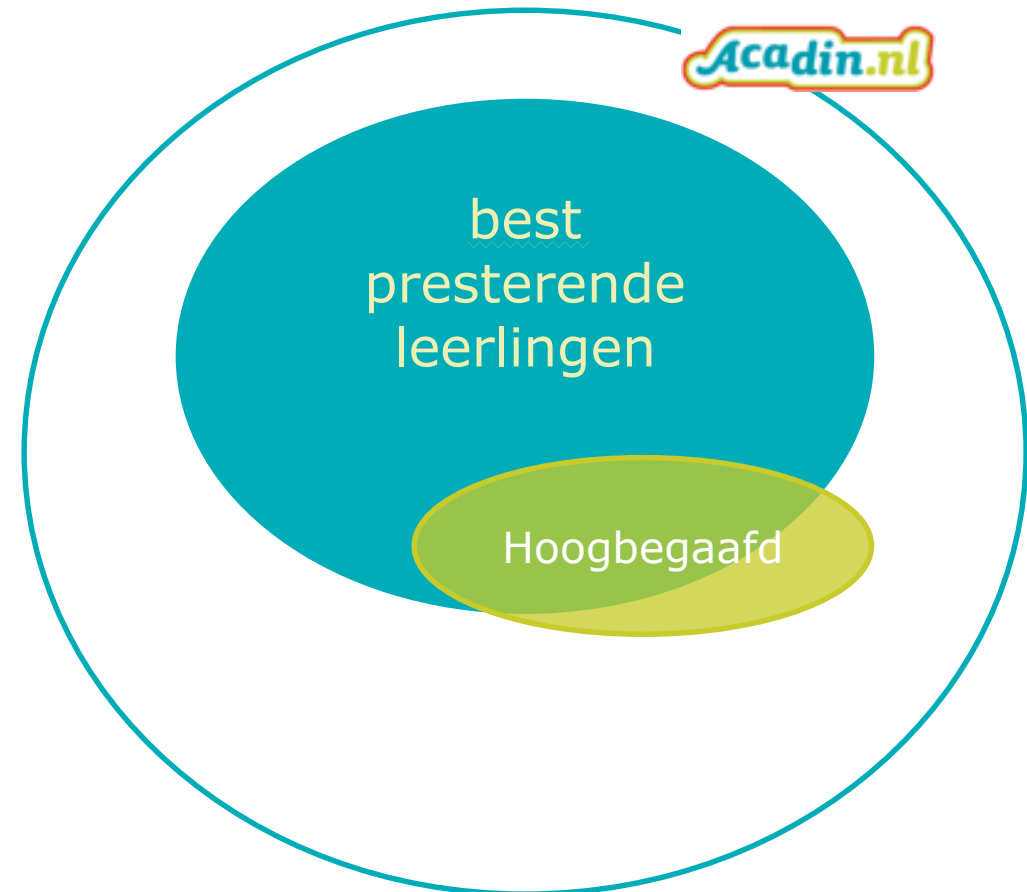 Acadin.nl
best
presterende
leerlingen
Hoogbegaafd